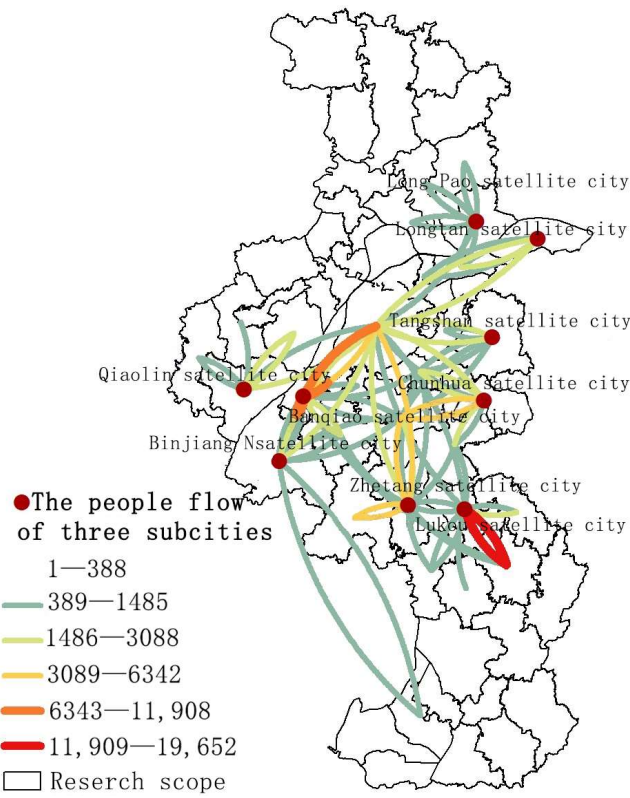 Long Pao satellite city
Longtan satellite city
Tangshan satellite city
Qiaolin satellite city
Chunhua satellite city
Banqiao satellite city
Binjiang Nsatellite city
Zhetang satellite city
Lukou satellite city
The people flow
of three subcities
1—388
389—1485
1486—3088
3089—6342
6343—11,908
11,909—19,652
Reserch scope